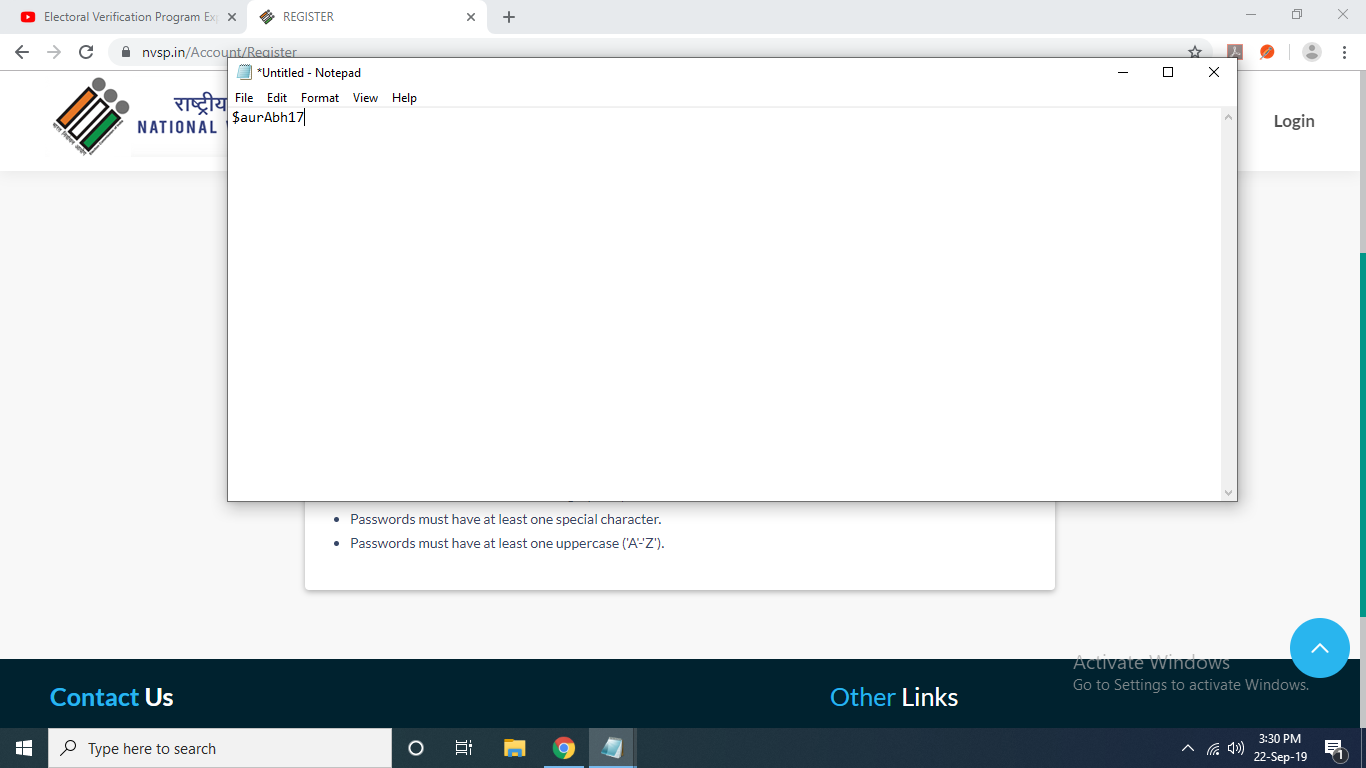 Electoral Verification Program Ex
REGISTER
nvsp.in/Account/Register
*Untitled - Notepad
File Edit Format View Help
$aurAbh17
राष्ट्रीय
NATIONAL
Login
Passwords must have at least one special character.
Passwords must have at least one uppercase ('A'-'Z').
Activate Windows
Go to Settings to activate Windows.
Contact Us
Other Links
Type here to search
3:30 PM
22-Sep-19
1